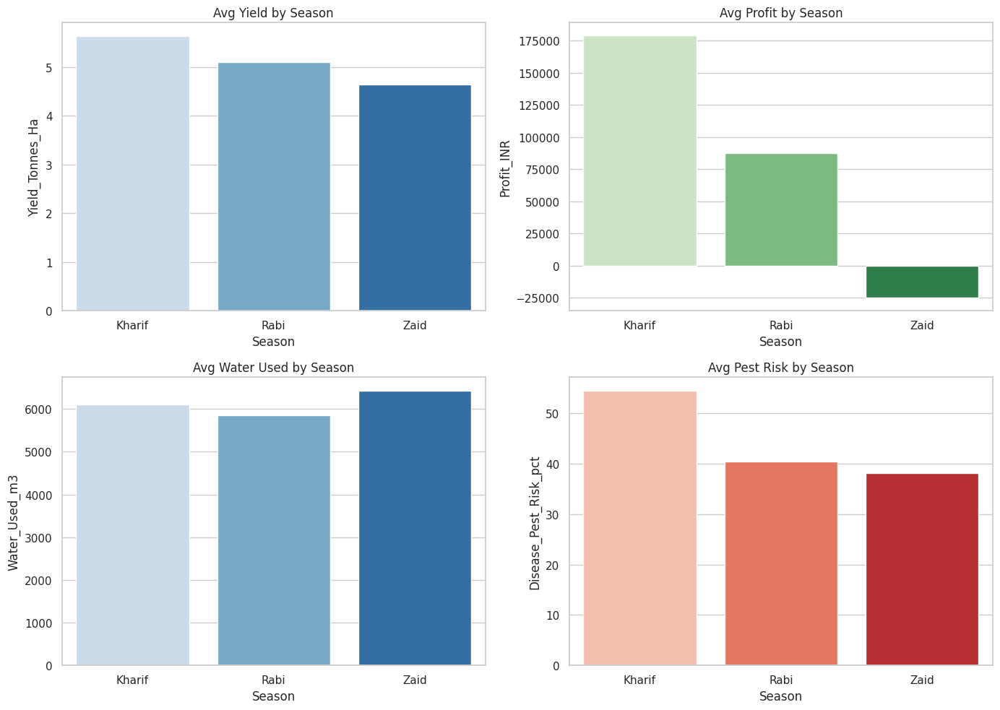 Avg Yield by Season
Yield_Tonnes_Ha
5
4
3
2
1
0
Kharif Rabi Zaid
Season
Avg Profit by Season
Profit_INR
175000
150000
125000
100000
75000
50000
25000
0
−25000
Kharif Rabi Zaid
Season
Avg Water Used by Season
Water_Used_m3
6000
5000
4000
3000
2000
1000
0
Kharif Rabi Zaid
Season
Avg Pest Risk by Season
Disease_Pest_Risk_pct
50
40
30
20
10
0
Kharif Rabi Zaid
Season